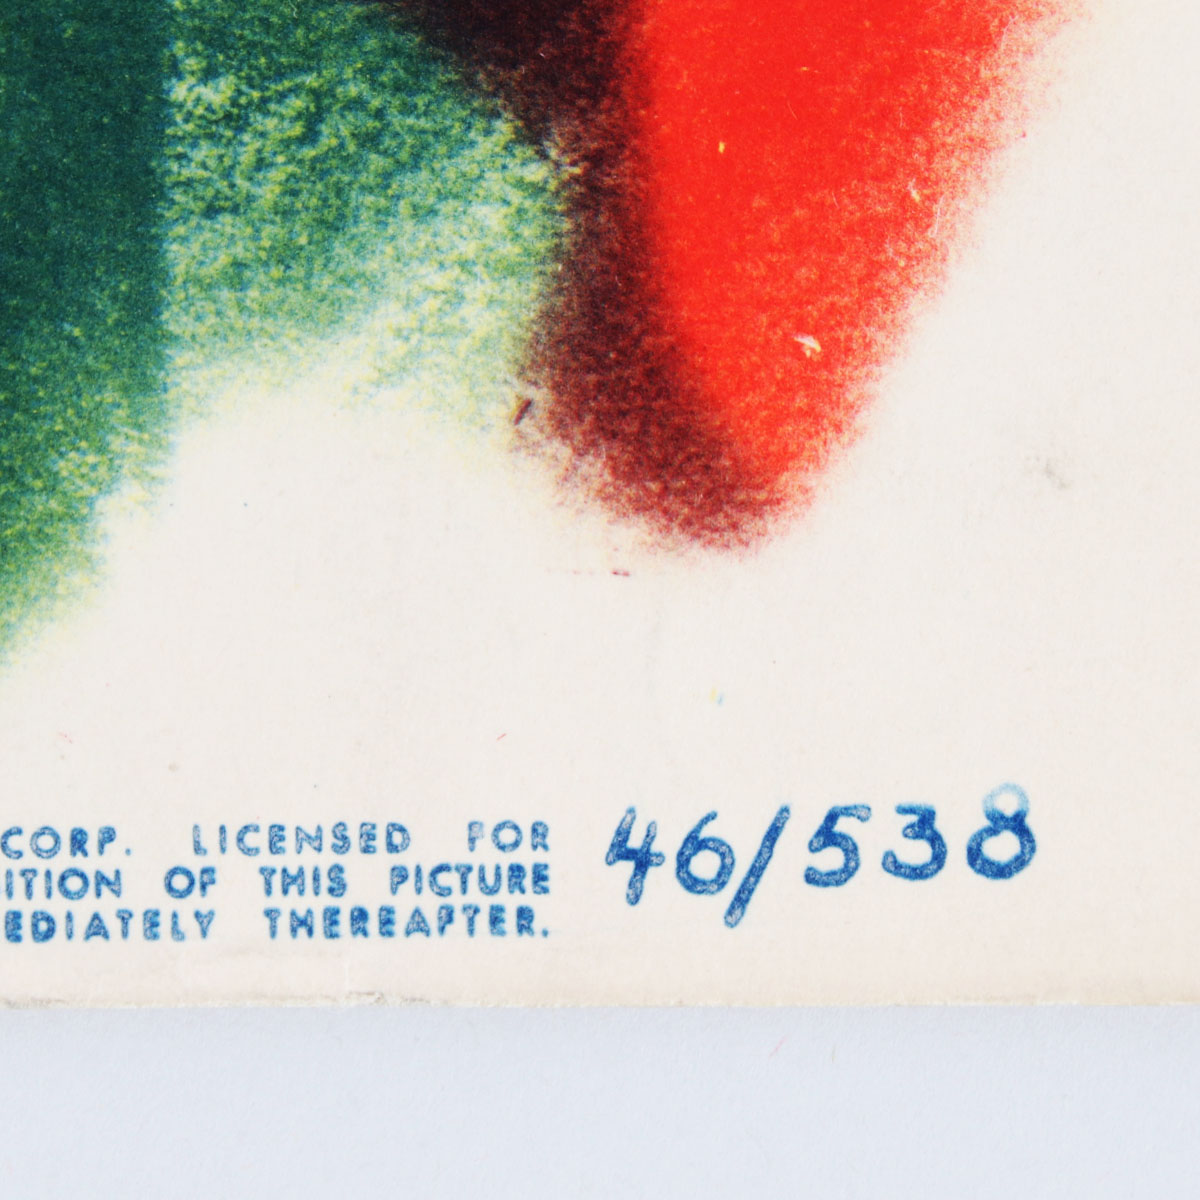 CORP. LICENSED FOR
ITION OF THIS PICTURE
EDIATELY THEREAFTER.
46/538